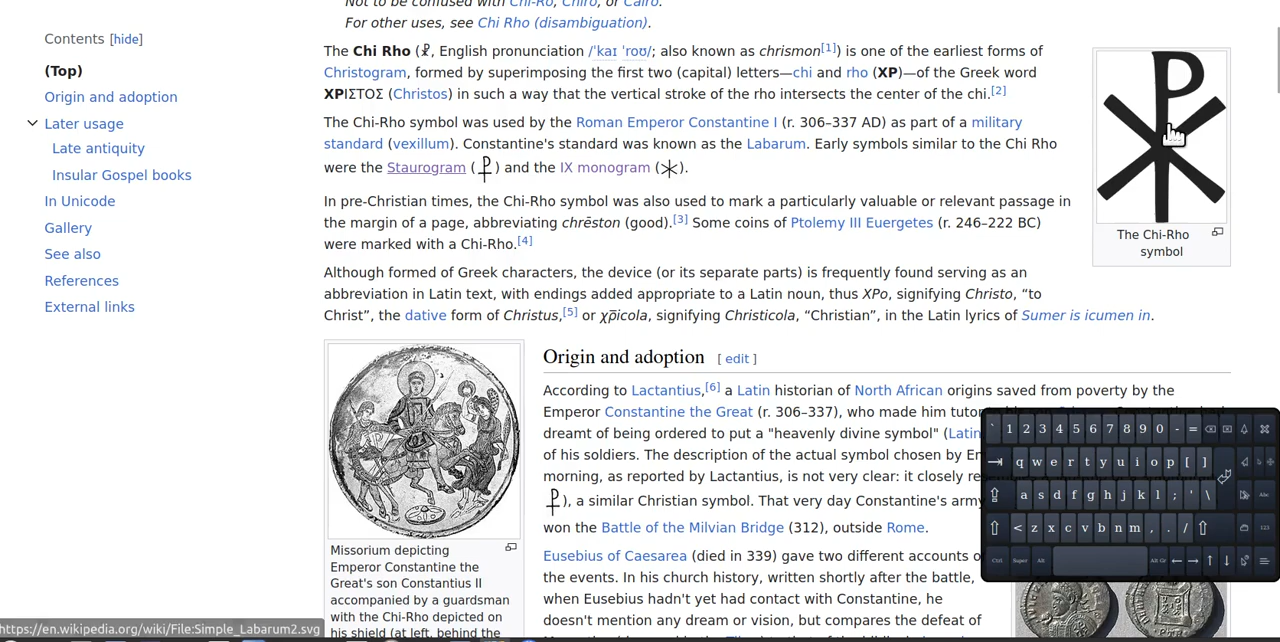 Not to be confused with Chi-Ro, Chiro, or Cairo.
For other uses, see Chi Rho (disambiguation).
Contents [hide]
(Top)
Origin and adoption
Later usage
Late antiquity
Insular Gospel books
In Unicode
Gallery
See also
References
External links
The Chi Rho (☧, English pronunciation /ˈkaɪ ˈroʊ/; also known as chrismon[1]) is one of the earliest forms of
Christogram, formed by superimposing the first two (capital) letters—chi and rho (ΧΡ)—of the Greek word
ΧΡΙΣΤΟΣ (Christos) in such a way that the vertical stroke of the rho intersects the center of the chi.[2]
The Chi-Rho symbol was used by the Roman Emperor Constantine I (r. 306–337 AD) as part of a military
standard (vexillum). Constantine's standard was known as the Labarum. Early symbols similar to the Chi Rho
were the Staurogram (⳨) and the IX monogram (⚹).
In pre-Christian times, the Chi-Rho symbol was also used to mark a particularly valuable or relevant passage in
the margin of a page, abbreviating chrēston (good).[3] Some coins of Ptolemy III Euergetes (r. 246–222 BC)
were marked with a Chi-Rho.[4]
Although formed of Greek characters, the device (or its separate parts) is frequently found serving as an
abbreviation in Latin text, with endings added appropriate to a Latin noun, thus XPo, signifying Christo, “to
Christ”, the dative form of Christus,[5] or χρ̅icola, signifying Christicola, “Christian”, in the Latin lyrics of Sumer is icumen in.
The Chi-Rho
symbol
Missorium depicting
Emperor Constantine the
Great's son Constantius II
accompanied by a guardsman
with the Chi-Rho depicted on
his shield (at left, behind the
Origin and adoption [ edit ]
According to Lactantius,[6] a Latin historian of North African origins saved from poverty by the
Emperor Constantine the Great (r. 306–337), who made him tutor
dreamt of being ordered to put a "heavenly divine symbol" (Latin
of his soldiers. The description of the actual symbol chosen by Em
morning, as reported by Lactantius, is not very clear: it closely re
⳨), a similar Christian symbol. That very day Constantine's army
won the Battle of the Milvian Bridge (312), outside Rome.
Eusebius of Caesarea (died in 339) gave two different accounts o
the events. In his church history, written shortly after the battle,
when Eusebius hadn't yet had contact with Constantine, he
doesn't mention any dream or vision, but compares the defeat of
` 1 2 3 4 5 6 7 8 9 0 - =
q w e r t y u i o p [ ]
a s d f g h j k l ; ' \ Abc
< z x c v b n m , . / 123
Ctrl Super Alt Alt Gr ← → ↑ ↓
https://en.wikipedia.org/wiki/File:Simple_Labarum2.svg